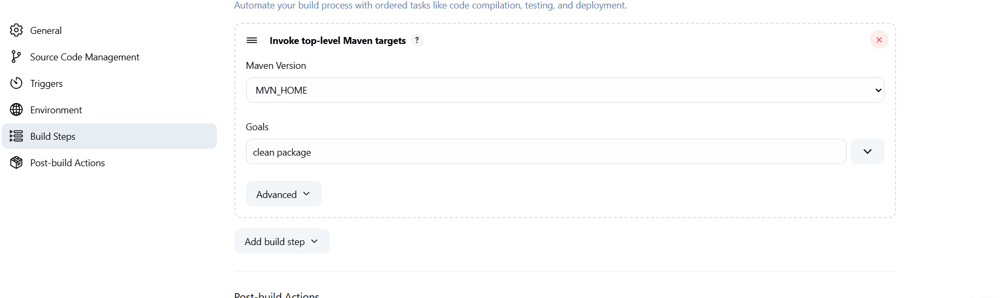 Automate your build process with ordered tasks like code compilation, testing, and deployment.
General
Source Code Management
Triggers
Environment
Build Steps
Post-build Actions
Invoke top-level Maven targets ?
Maven Version
MVN_HOME
Goals
clean package
Advanced
Add build step
Post-build Actions